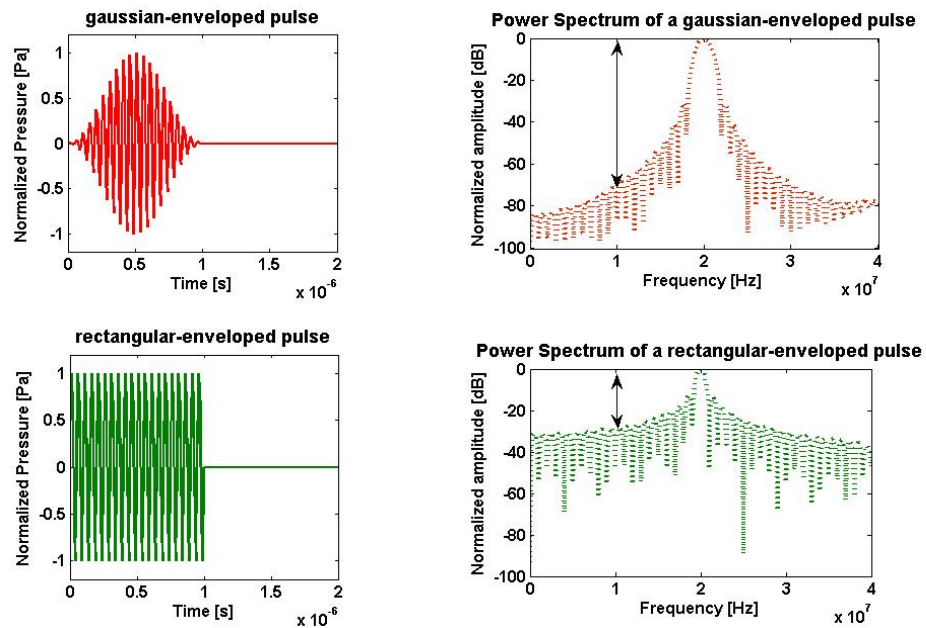 gaussian-enveloped pulse
Normalized Pressure [Pa]
1
0.5
0
-0.5
-1
0 0.5 1 1.5 2
Time [s]
x 10^-6
Power Spectrum of a gaussian-enveloped pulse
Normalized amplitude [dB]
0
-20
-40
-60
-80
-100
0 1 2 3 4
Frequency [Hz]
x 10^7
rectangular-enveloped pulse
Normalized Pressure [Pa]
1
0.5
0
-0.5
-1
0 0.5 1 1.5 2
Time [s]
x 10^-6
Power Spectrum of a rectangular-enveloped pulse
Normalized amplitude [dB]
0
-20
-40
-60
-80
-100
0 1 2 3 4
Frequency [Hz]
x 10^7